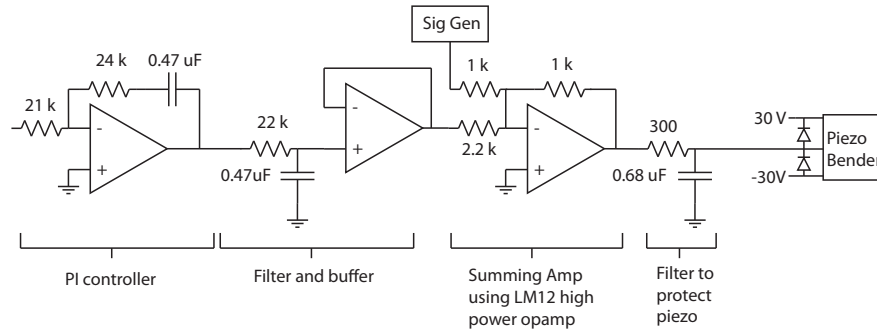 Sig Gen
24 k
0.47 uF
1 k
1 k
21 k
22 k
2.2 k
300
30 V
-
+
-
+
-
+
0.47uF
0.68 uF
-30V
Piezo
Bender
PI controller
Filter and buffer
Summing Amp
using LM12 high
power opamp
Filter to
protect
piezo